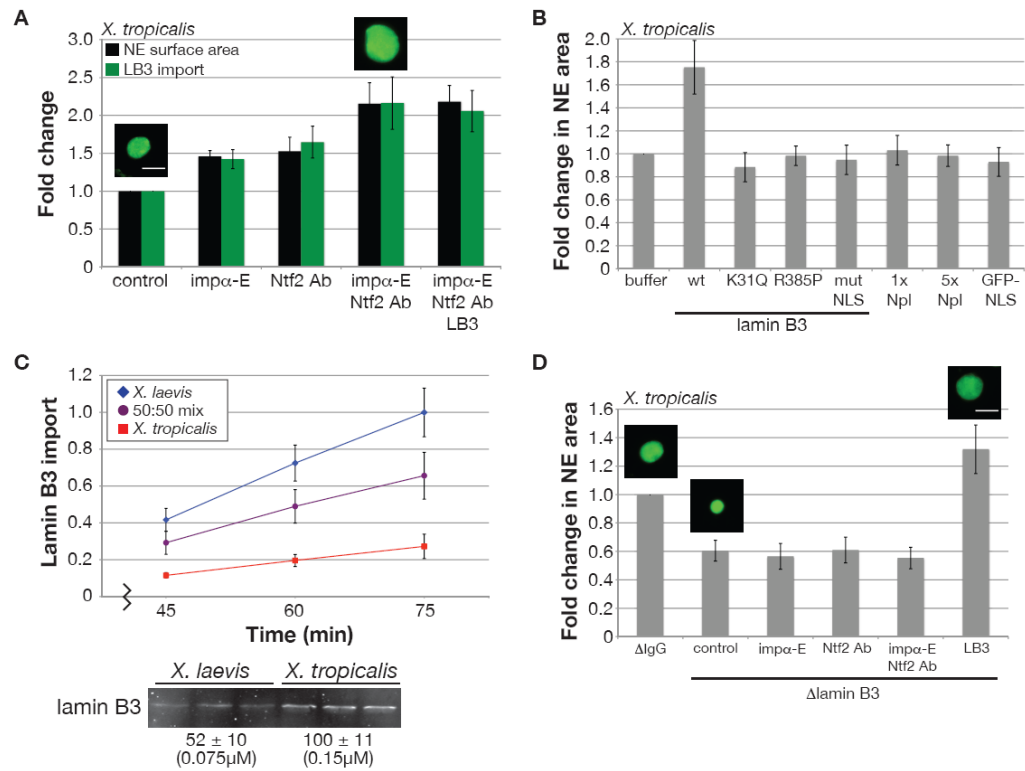 A
X. tropicalis
NE surface area
LB3 import
Fold change
3.0
2.5
2.0
1.5
1.0
0.5
0
control
impα-E
Ntf2 Ab
impα-E
Ntf2 Ab
impα-E
Ntf2 Ab
LB3
B
X. tropicalis
Fold change in NE area
2.0
1.8
1.6
1.4
1.2
1.0
0.8
0.6
0.4
0.2
0
buffer
wt
K31Q
R385P
mut
NLS
1x
Npl
5x
Npl
GFP-
NLS
lamin B3
C
X. laevis
50:50 mix
X. tropicalis
Lamin B3 import
1.2
1.0
0.8
0.6
0.4
0.2
0
45
60
75
Time (min)
X. laevis
X. tropicalis
lamin B3
52 ± 10
(0.075µM)
100 ± 11
(0.15µM)
D
X. tropicalis
Fold change in NE area
1.6
1.4
1.2
1.0
0.8
0.6
0.4
0.2
0
ΔIgG
control
impα-E
Ntf2 Ab
impα-E
Ntf2 Ab
LB3
Δlamin B3